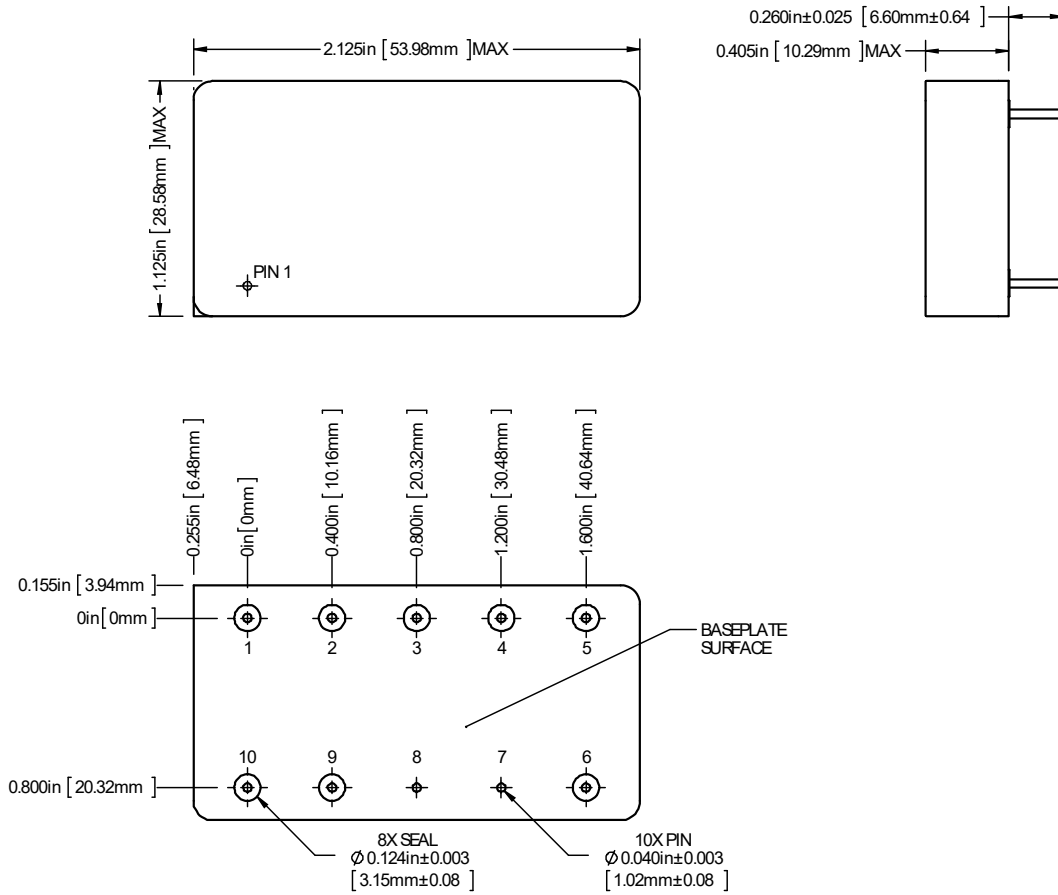 0.260in±0.025 [ 6.60mm±0.64 ]
2.125in [ 53.98mm ]MAX
0.405in [ 10.29mm ]MAX
1.125in [ 28.58mm ]MAX
PIN 1
0.255in [ 6.48mm ]
0in[ 0mm ]
0.400in [ 10.16mm ]
0.800in [ 20.32mm ]
1.200in [ 30.48mm ]
1.600in [ 40.64mm ]
0.155in [ 3.94mm ]
0in[ 0mm ]
1 2 3 4 5
BASEPLATE
SURFACE
10 9 8 7 6
0.800in [ 20.32mm ]
8X SEAL
Ø 0.124in±0.003
[ 3.15mm±0.08 ]
10X PIN
Ø 0.040in±0.003
[ 1.02mm±0.08 ]